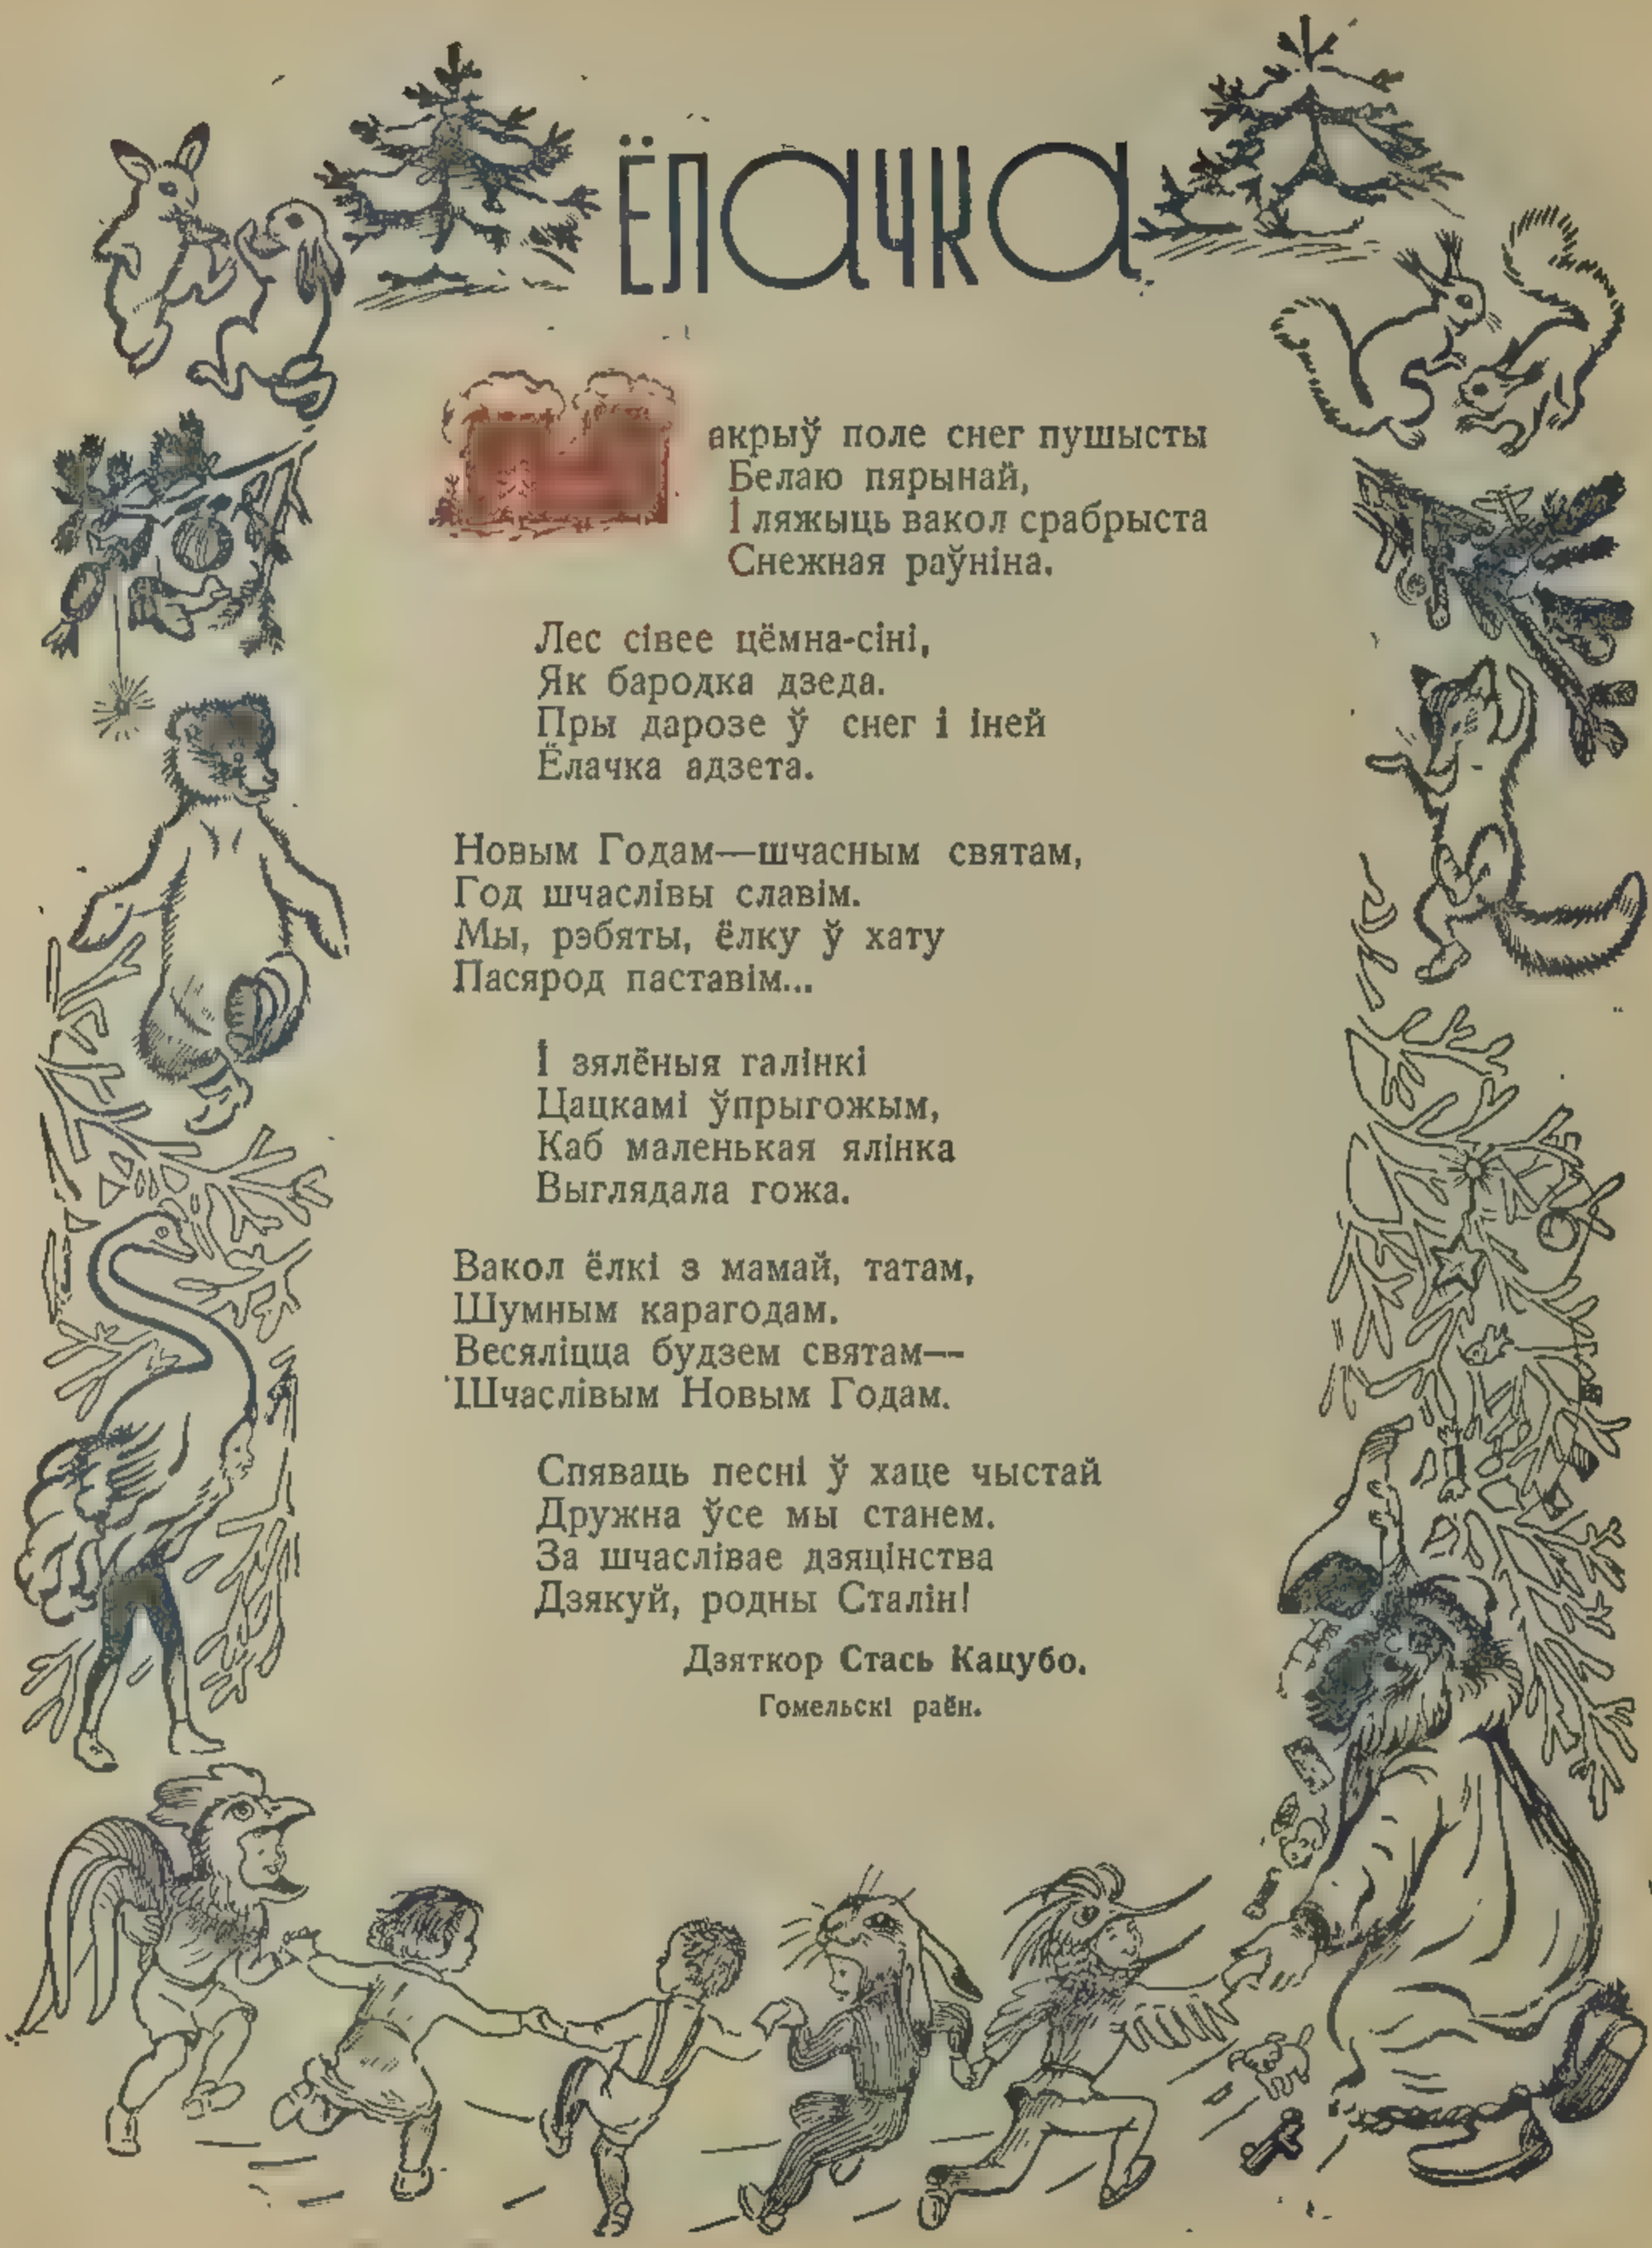 ЁЛАЧКА
Пакрыў поле снег пушысты
Белаю пярынай,
І ляжыць вакол срабрыста
Снежная раўніна.
Лес сівее цёмна-сіні,
Як бародка дзеда.
Пры дарозе ў снег і іней
Ёлачка адзета.
Новым Годам—шчасным святам,
Год шчаслівы славім.
Мы, рэбяты, ёлку ў хату
Пасярод паставім...
І зялёныя галінкі
Цацкамі ўпрыгожым,
Каб маленькая ялінка
Выглядала гожа.
Вакол ёлкі з мамай, татам,
Шумным карагодам.
Весяліцца будзем святам—
Шчаслівым Новым Годам.
Спяваць песні ў хаце чыстай
Дружна ўсе мы станем.
За шчаслівае дзяцінства
Дзякуй, родны Сталін!
Дзяткор Стась Кацубо.
Гомельскі раён.